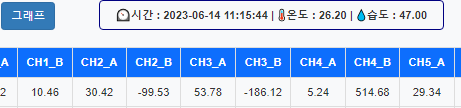 그래프
시간 : 2023-06-14 11:15:44 | 온도 : 26.20 | 습도 : 47.00
_A CH1_B CH2_A CH2_B CH3_A CH3_B CH4_A CH4_B CH5_A
2 10.46 30.42 -99.53 53.78 -186.12 5.24 514.68 29.34